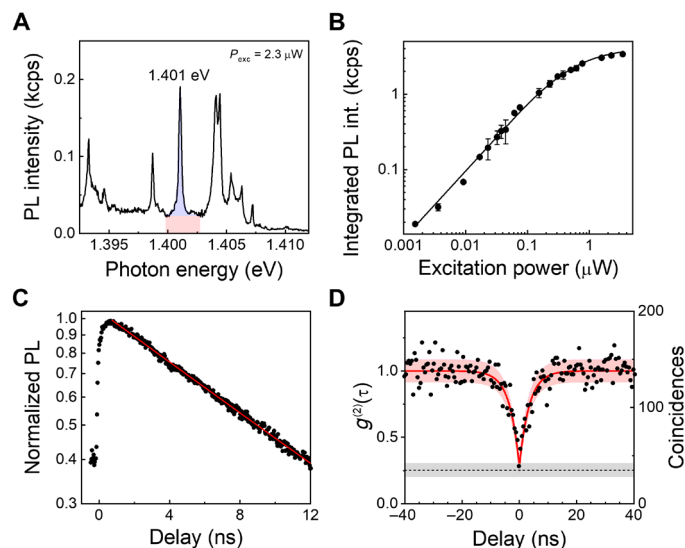 A
P_exc = 2.3 µW
1.401 eV
PL intensity (kcps)
0.2
0.1
0.0
1.395 1.400 1.405 1.410
Photon energy (eV)
B
Integrated PL int. (kcps)
1
0.1
0.001 0.01 0.1 1
Excitation power (µW)
C
Normalized PL
1.0
0.9
0.8
0.7
0.6
0.5
0.4
0.3
0 4 8 12
Delay (ns)
D
g^(2)(τ)
1.0
0.5
0.0
200
100
0
Coincidences
−40 −20 0 20 40
Delay (ns)